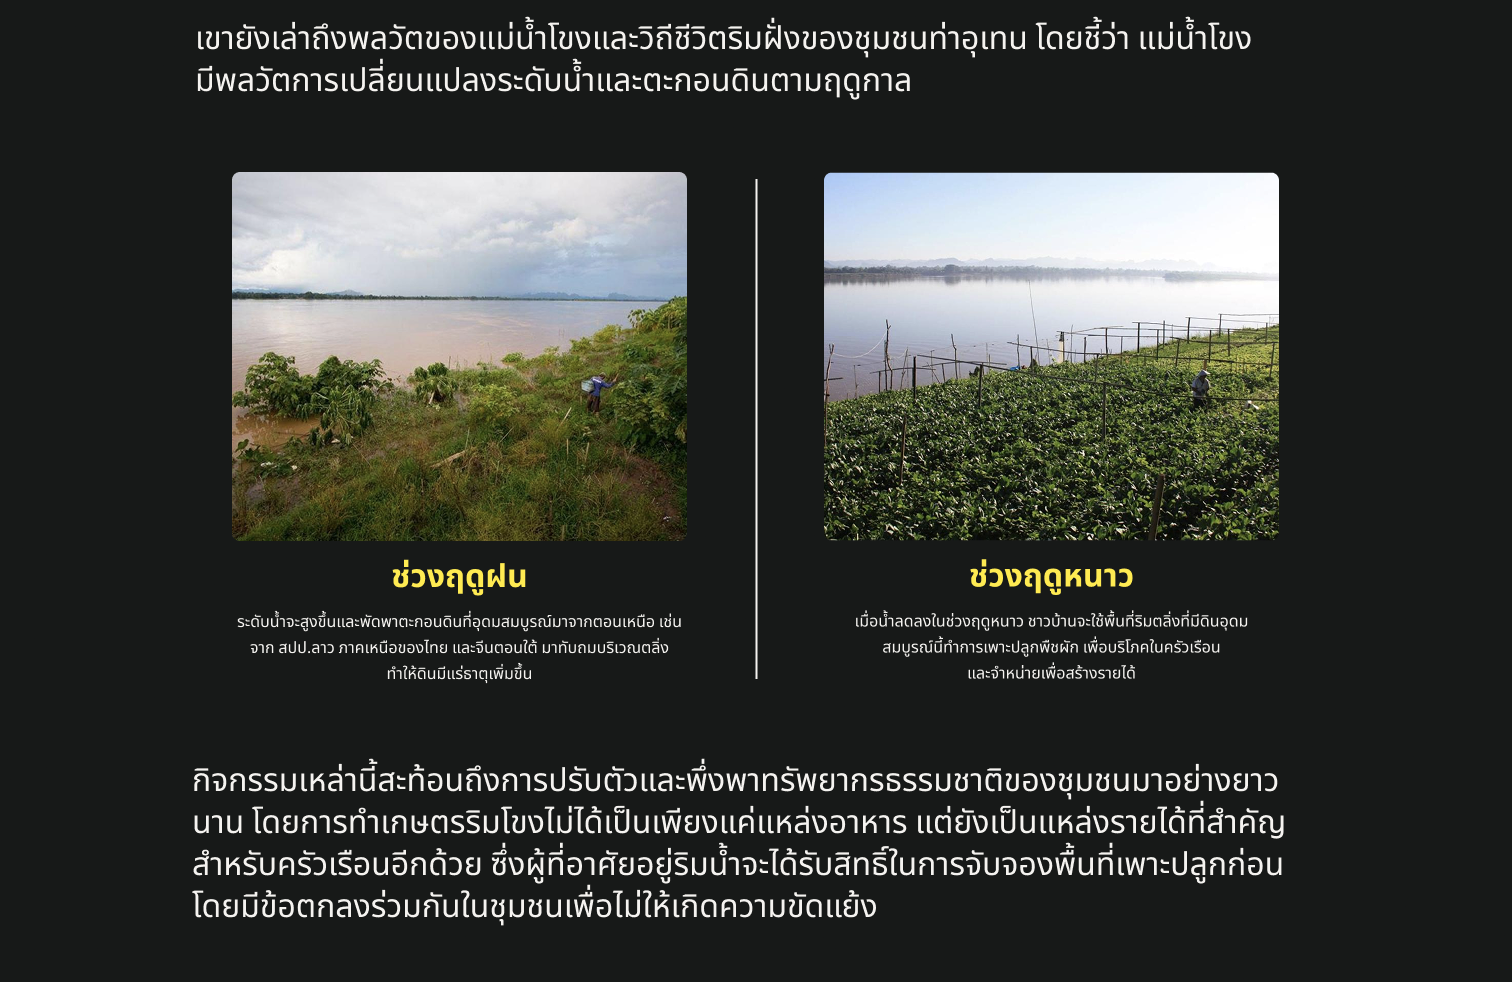 เขายังเล่าถึงพลวัตของแม่น้ำโขงและวิถีชีวิตริมฝั่งของชุมชนท่าอุเทน โดยชี้ว่า แม่น้ำโขง
มีพลวัตการเปลี่ยนแปลงระดับน้ำและตะกอนดินตามฤดูกาล
ช่วงฤดูฝน
ระดับน้ำจะสูงขึ้นและพัดพาตะกอนดินที่อุดมสมบูรณ์มาจากตอนเหนือ เช่น
จาก สปป.ลาว ภาคเหนือของไทย และจีนตอนใต้ มาทับถมบริเวณตลิ่ง
ทำให้ดินมีแร่ธาตุเพิ่มขึ้น
ช่วงฤดูหนาว
เมื่อน้ำลดลงในช่วงฤดูหนาว ชาวบ้านจะใช้พื้นที่ริมตลิ่งที่มีดินอุดม
สมบูรณ์นี้ทำการเพาะปลูกพืชผัก เพื่อบริโภคในครัวเรือน
และจำหน่ายเพื่อสร้างรายได้
กิจกรรมเหล่านี้สะท้อนถึงการปรับตัวและพึ่งพาทรัพยากรธรรมชาติของชุมชนมาอย่างยาว
นาน โดยการทำเกษตรริมโขงไม่ได้เป็นเพียงแค่แหล่งอาหาร แต่ยังเป็นแหล่งรายได้ที่สำคัญ
สำหรับครัวเรือนอีกด้วย ซึ่งผู้ที่อาศัยอยู่ริมน้ำจะได้รับสิทธิ์ในการจับจองพื้นที่เพาะปลูกก่อน
โดยมีข้อตกลงร่วมกันในชุมชนเพื่อไม่ให้เกิดความขัดแย้ง